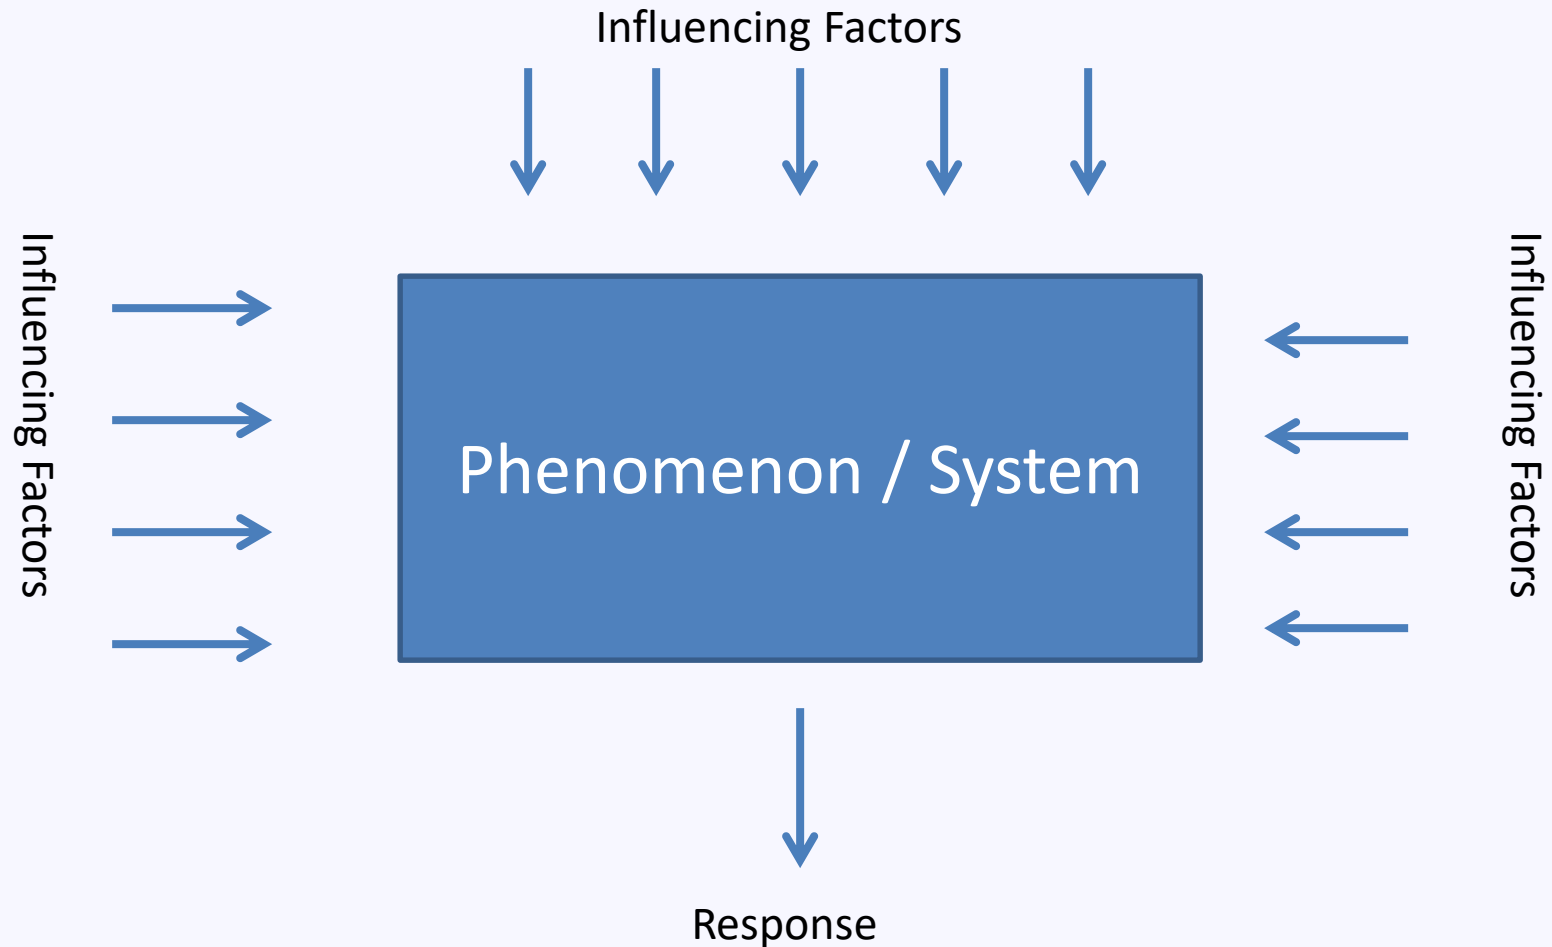 Influencing Factors
Influencing Factors
Phenomenon / System
Influencing Factors
Response